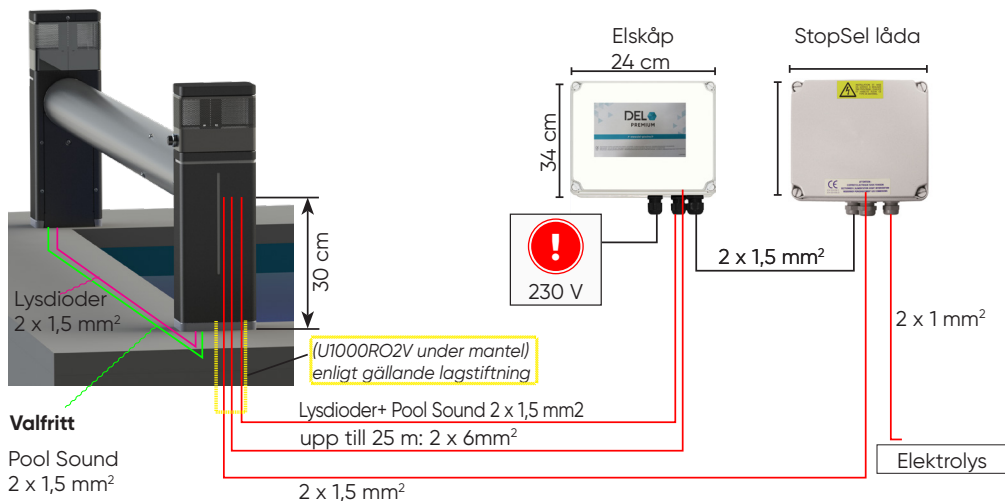 Elskåp
24 cm
StopSel låda
34 cm
DEL
PREMIUM
30 cm
230 V
2 x 1,5 mm²
2 x 1 mm²
Lysdioder
2 x 1,5 mm²
(U1000RO2V under mantel)
enligt gällande lagstiftning
Valfritt
Pool Sound
2 x 1,5 mm²
Lysdioder+ Pool Sound 2 x 1,5 mm2
upp till 25 m: 2 x 6mm²
2 x 1,5 mm²
Elektrolys